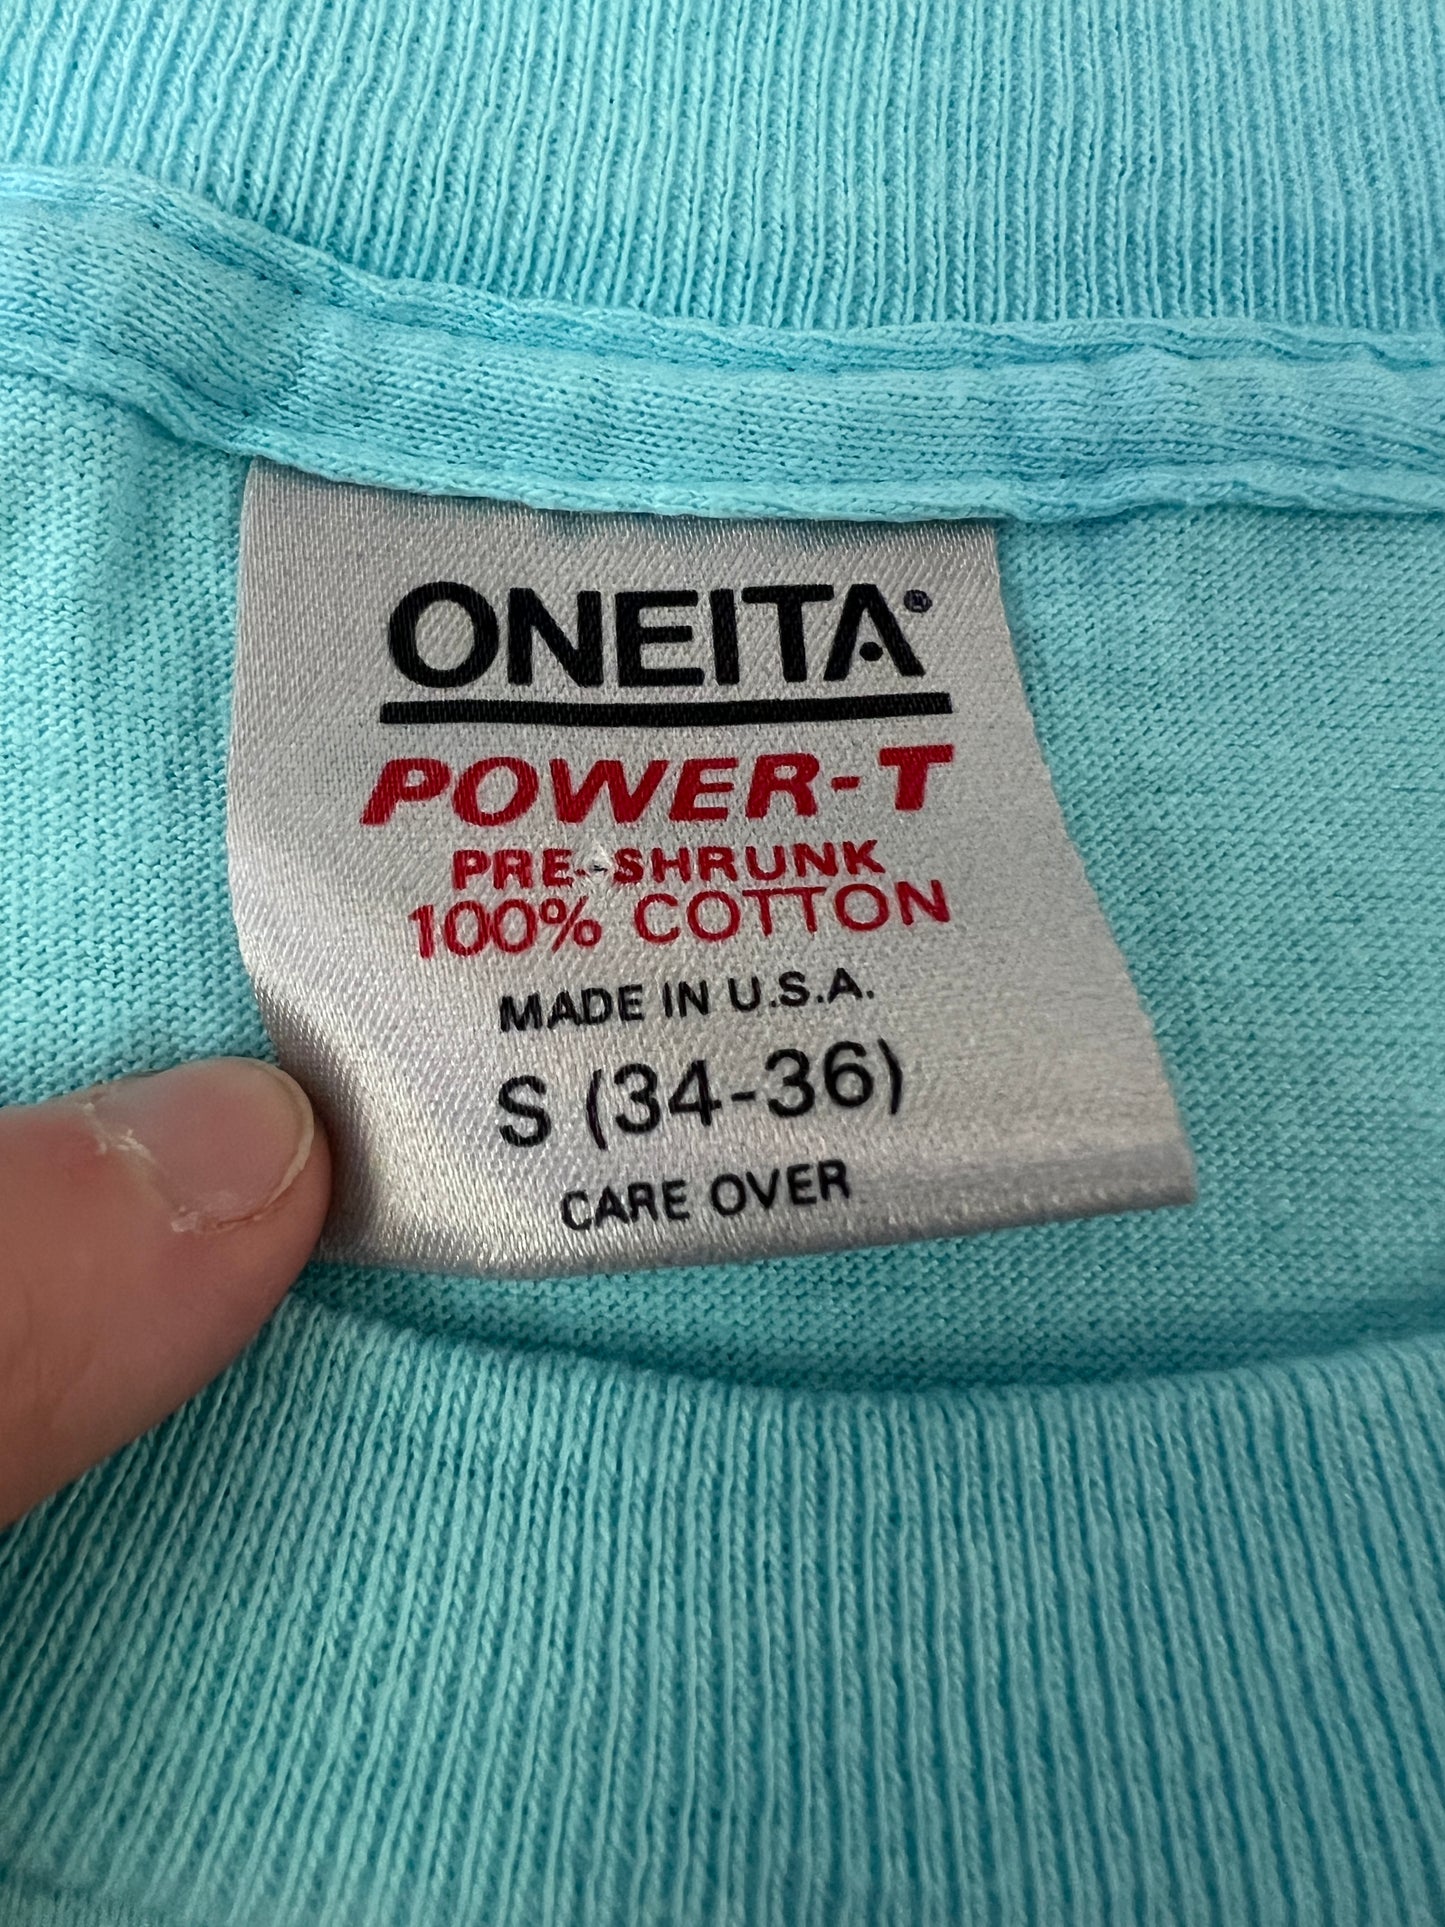 ONEITA®
POWER-T
PRE-SHRUNK
100% COTTON
MADE IN U.S.A.
S (34-36)
CARE OVER